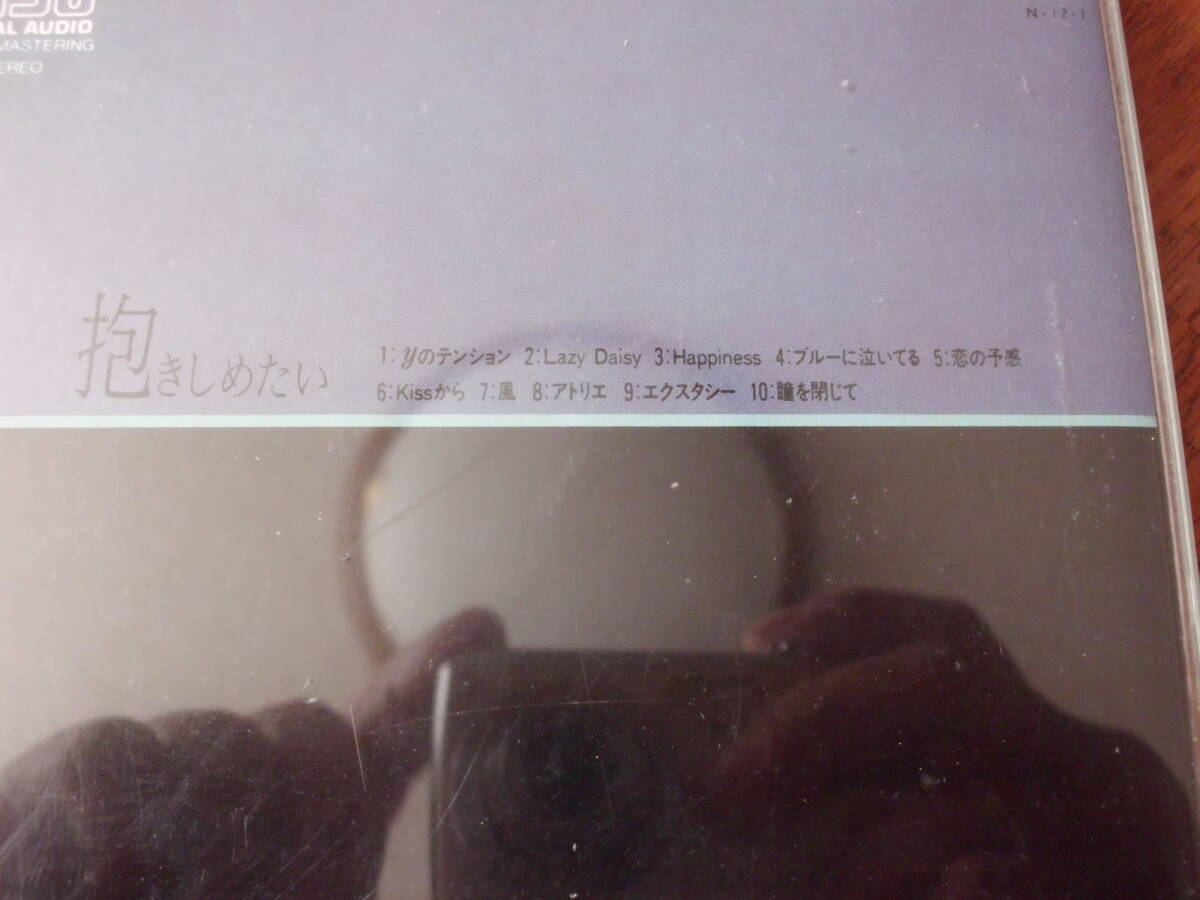 AL AUDIO
MASTERING
EREO
N-12-1
抱きしめたい
1:yのテンション 2:Lazy Daisy 3:Happiness 4:ブルーに泣いてる 5:恋の予感
6:Kissから 7:風 8:アトリエ 9:エクスタシー 10:瞳を閉じて